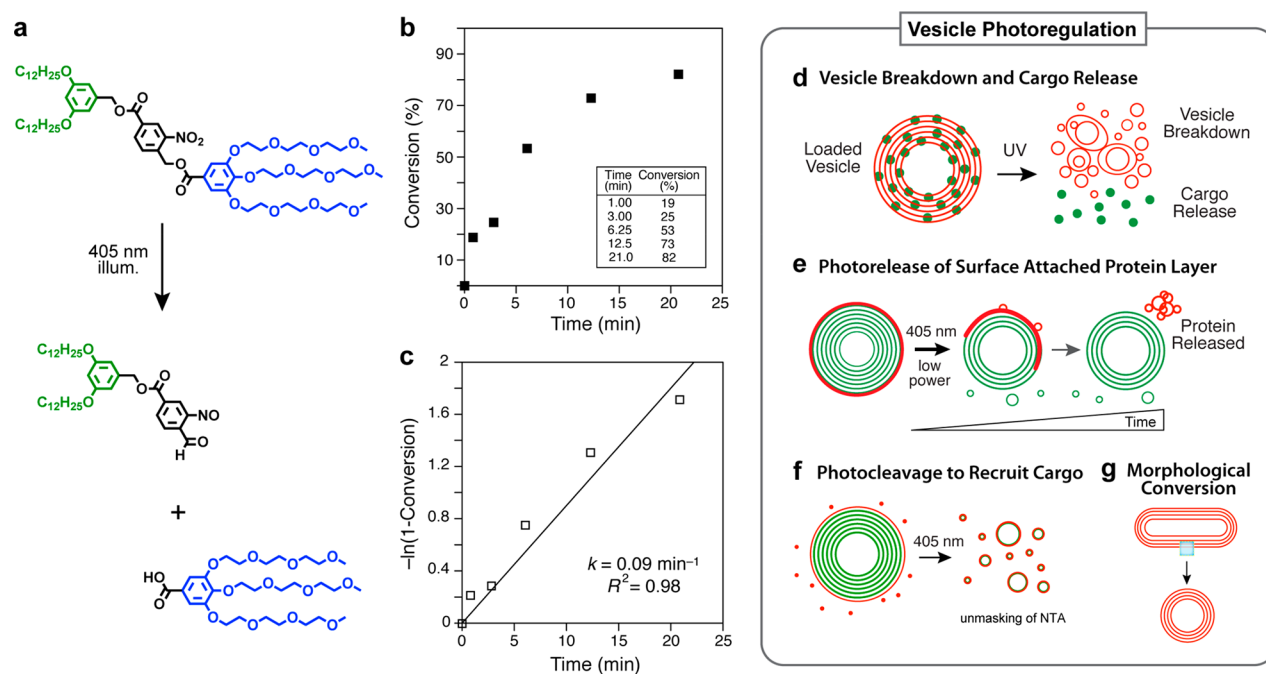 a
C12H25O
C12H25O
O
O
NO2
O
O
O O O O
O O O O
O O O O
405 nm
illum.
C12H25O
C12H25O
O
O
NO
H O
+
HO
O
O O O O
O O O O
O O O O
b
Conversion (%)
90
70
50
30
10
0 5 10 15 20 25
Time (min)
Time Conversion
(min) (%)
1.00 19
3.00 25
6.25 53
12.5 73
21.0 82
c
–ln(1-Conversion)
2
1.6
1.2
0.8
0.4
0
0 5 10 15 20 25
Time (min)
k = 0.09 min–1
R2 = 0.98
Vesicle Photoregulation
d Vesicle Breakdown and Cargo Release
Loaded
Vesicle
UV
Vesicle
Breakdown
Cargo
Release
e Photorelease of Surface Attached Protein Layer
405 nm
low
power
Protein
Released
Time
f Photocleavage to Recruit Cargo
405 nm
unmasking of NTA
g Morphological
Conversion